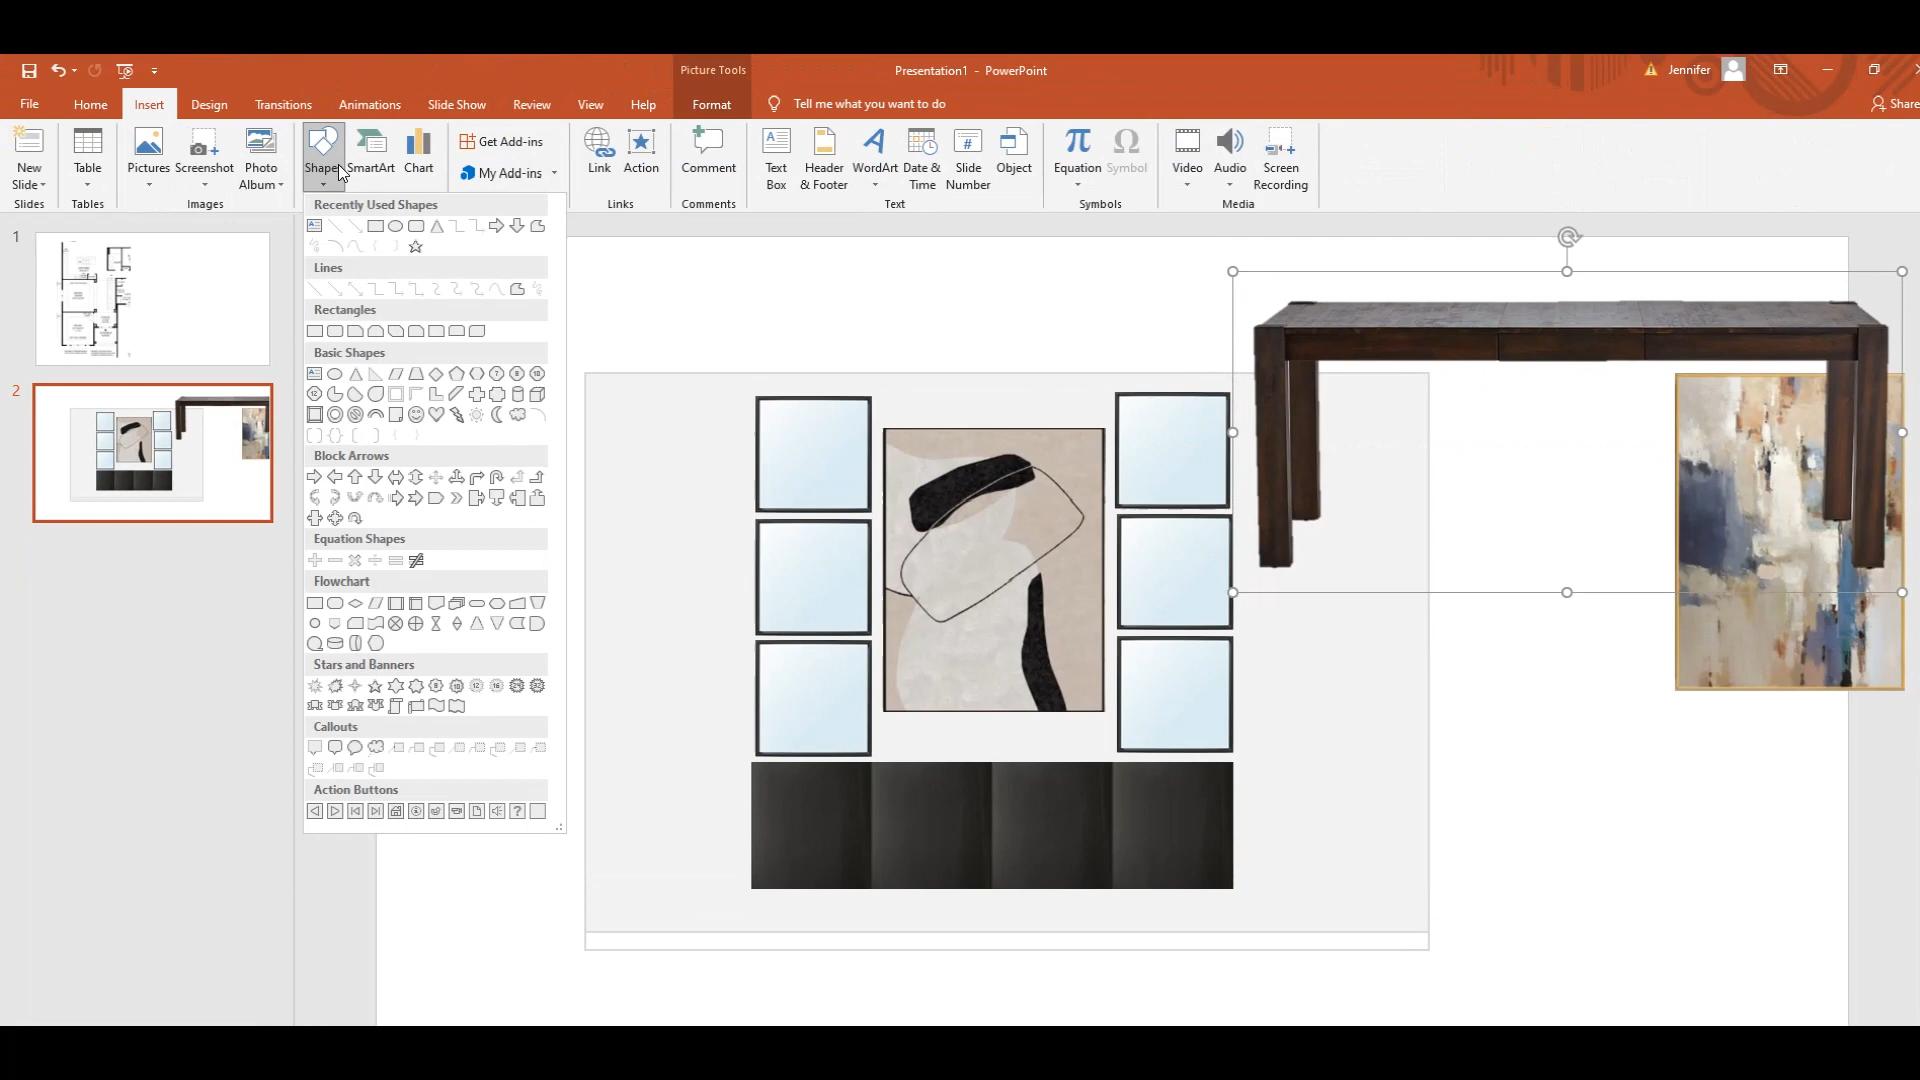 Picture Tools
Presentation1 - PowerPoint
Jennifer
File
Home
Insert
Design
Transitions
Animations
Slide Show
Review
View
Help
Format
Tell me what you want to do
Share
New Slide
Table
Pictures
Screenshot
Photo Album
Shape
SmartArt
Chart
Get Add-ins
My Add-ins
Link
Action
Comment
Text Box
Header & Footer
WordArt
Date & Time
Slide Number
Object
Equation
Symbol
Video
Audio
Screen Recording
Slides
Tables
Images
Links
Comments
Text
Symbols
Media
Recently Used Shapes
Lines
Rectangles
Basic Shapes
Block Arrows
Equation Shapes
Flowchart
Stars and Banners
Callouts
Action Buttons
1
2